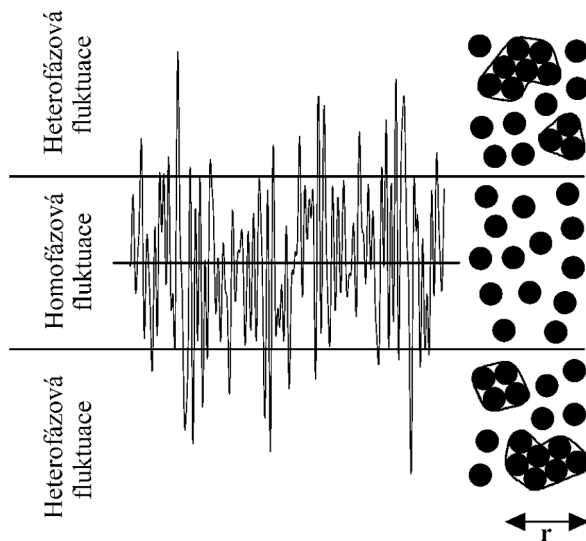 Heterofázová
fluktuace
Homofázová
fluktuace
Heterofázová
fluktuace
r